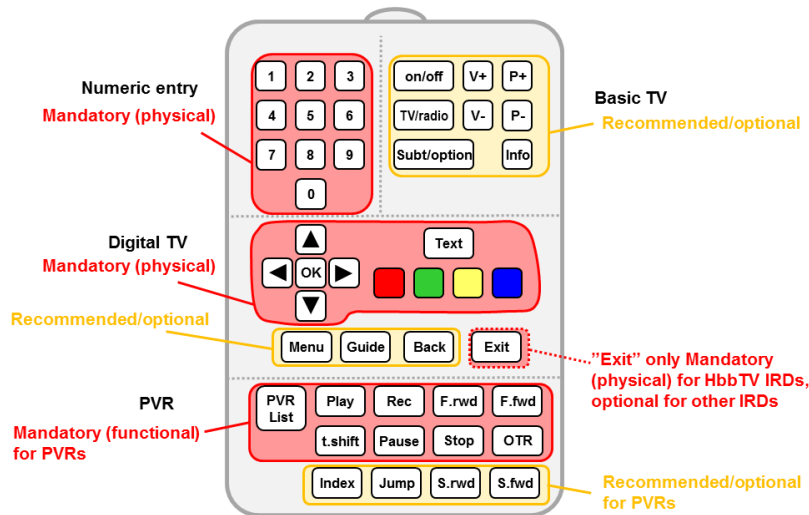 Numeric entry
Mandatory (physical)
1 2 3
4 5 6
7 8 9
0
on/off V+ P+
TV/radio V- P-
Subt/option Info
Basic TV
Recommended/optional
Digital TV
Mandatory (physical)
OK
Text
Recommended/optional
Menu Guide Back Exit
”Exit” only Mandatory
(physical) for HbbTV IRDs,
optional for other IRDs
PVR
Mandatory (functional)
for PVRs
PVR
List
Play Rec F.rwd F.fwd
t.shift Pause Stop OTR
Index Jump S.rwd S.fwd
Recommended/optional
for PVRs